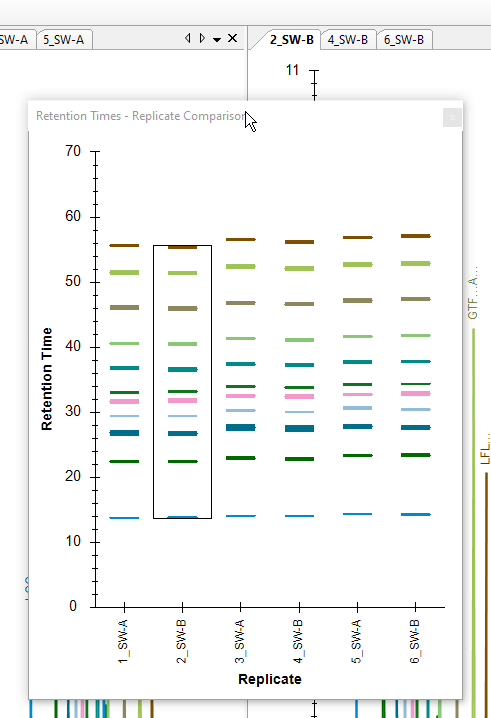 SW-A
5_SW-A
2_SW-B
4_SW-B
6_SW-B
11
Retention Times - Replicate Comparison
x
70
60
50
40
30
20
10
0
Retention Time
1_SW-A
2_SW-B
3_SW-A
4_SW-B
5_SW-A
6_SW-B
Replicate
GTF...A...
LFL...